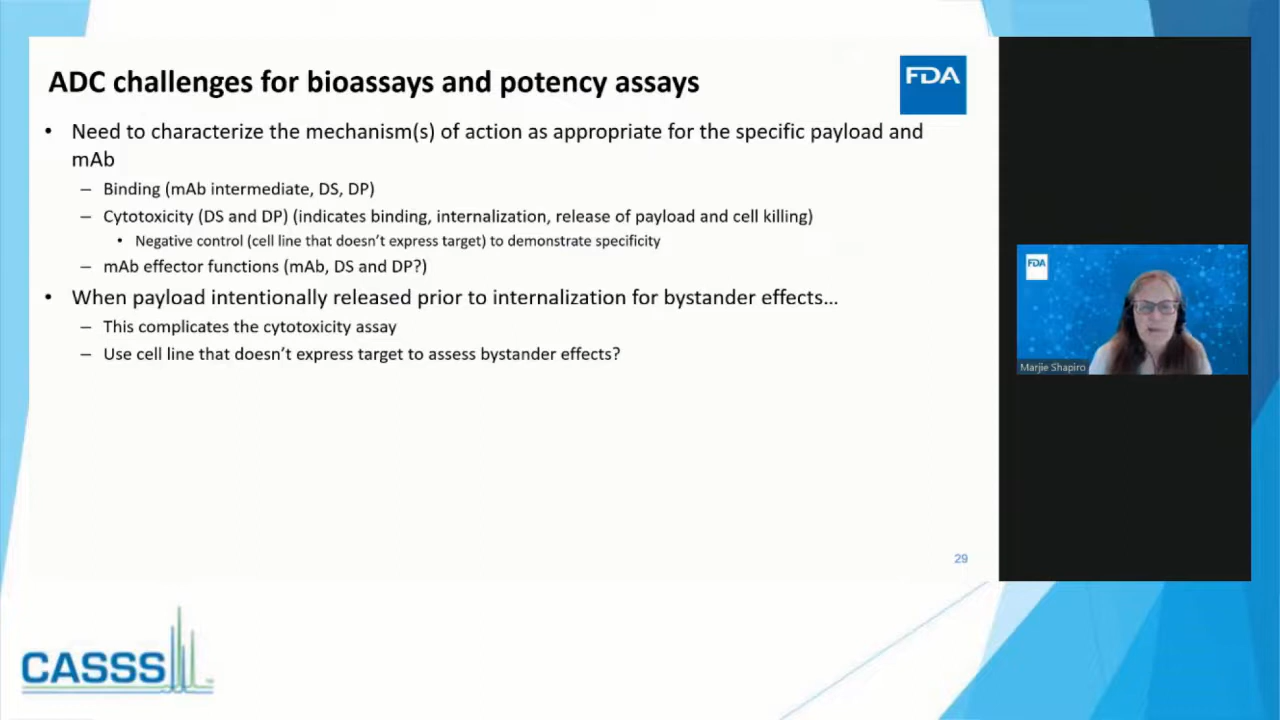 ADC challenges for bioassays and potency assays
FDA
• Need to characterize the mechanism(s) of action as appropriate for the specific payload and
mAb
– Binding (mAb intermediate, DS, DP)
– Cytotoxicity (DS and DP) (indicates binding, internalization, release of payload and cell killing)
• Negative control (cell line that doesn’t express target) to demonstrate specificity
– mAb effector functions (mAb, DS and DP?)
• When payload intentionally released prior to internalization for bystander effects…
– This complicates the cytotoxicity assay
– Use cell line that doesn’t express target to assess bystander effects?
29
FDA
Marjie Shapiro
CASSS